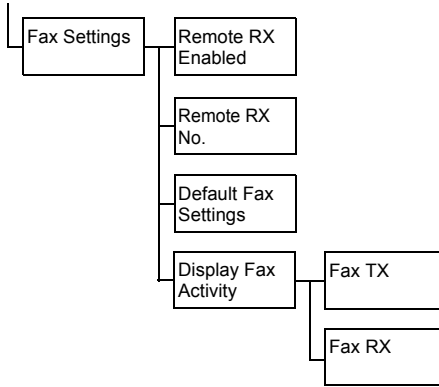 Fax Settings
Remote RX
Enabled
Remote RX
No.
Default Fax
Settings
Display Fax
Activity
Fax TX
Fax RX